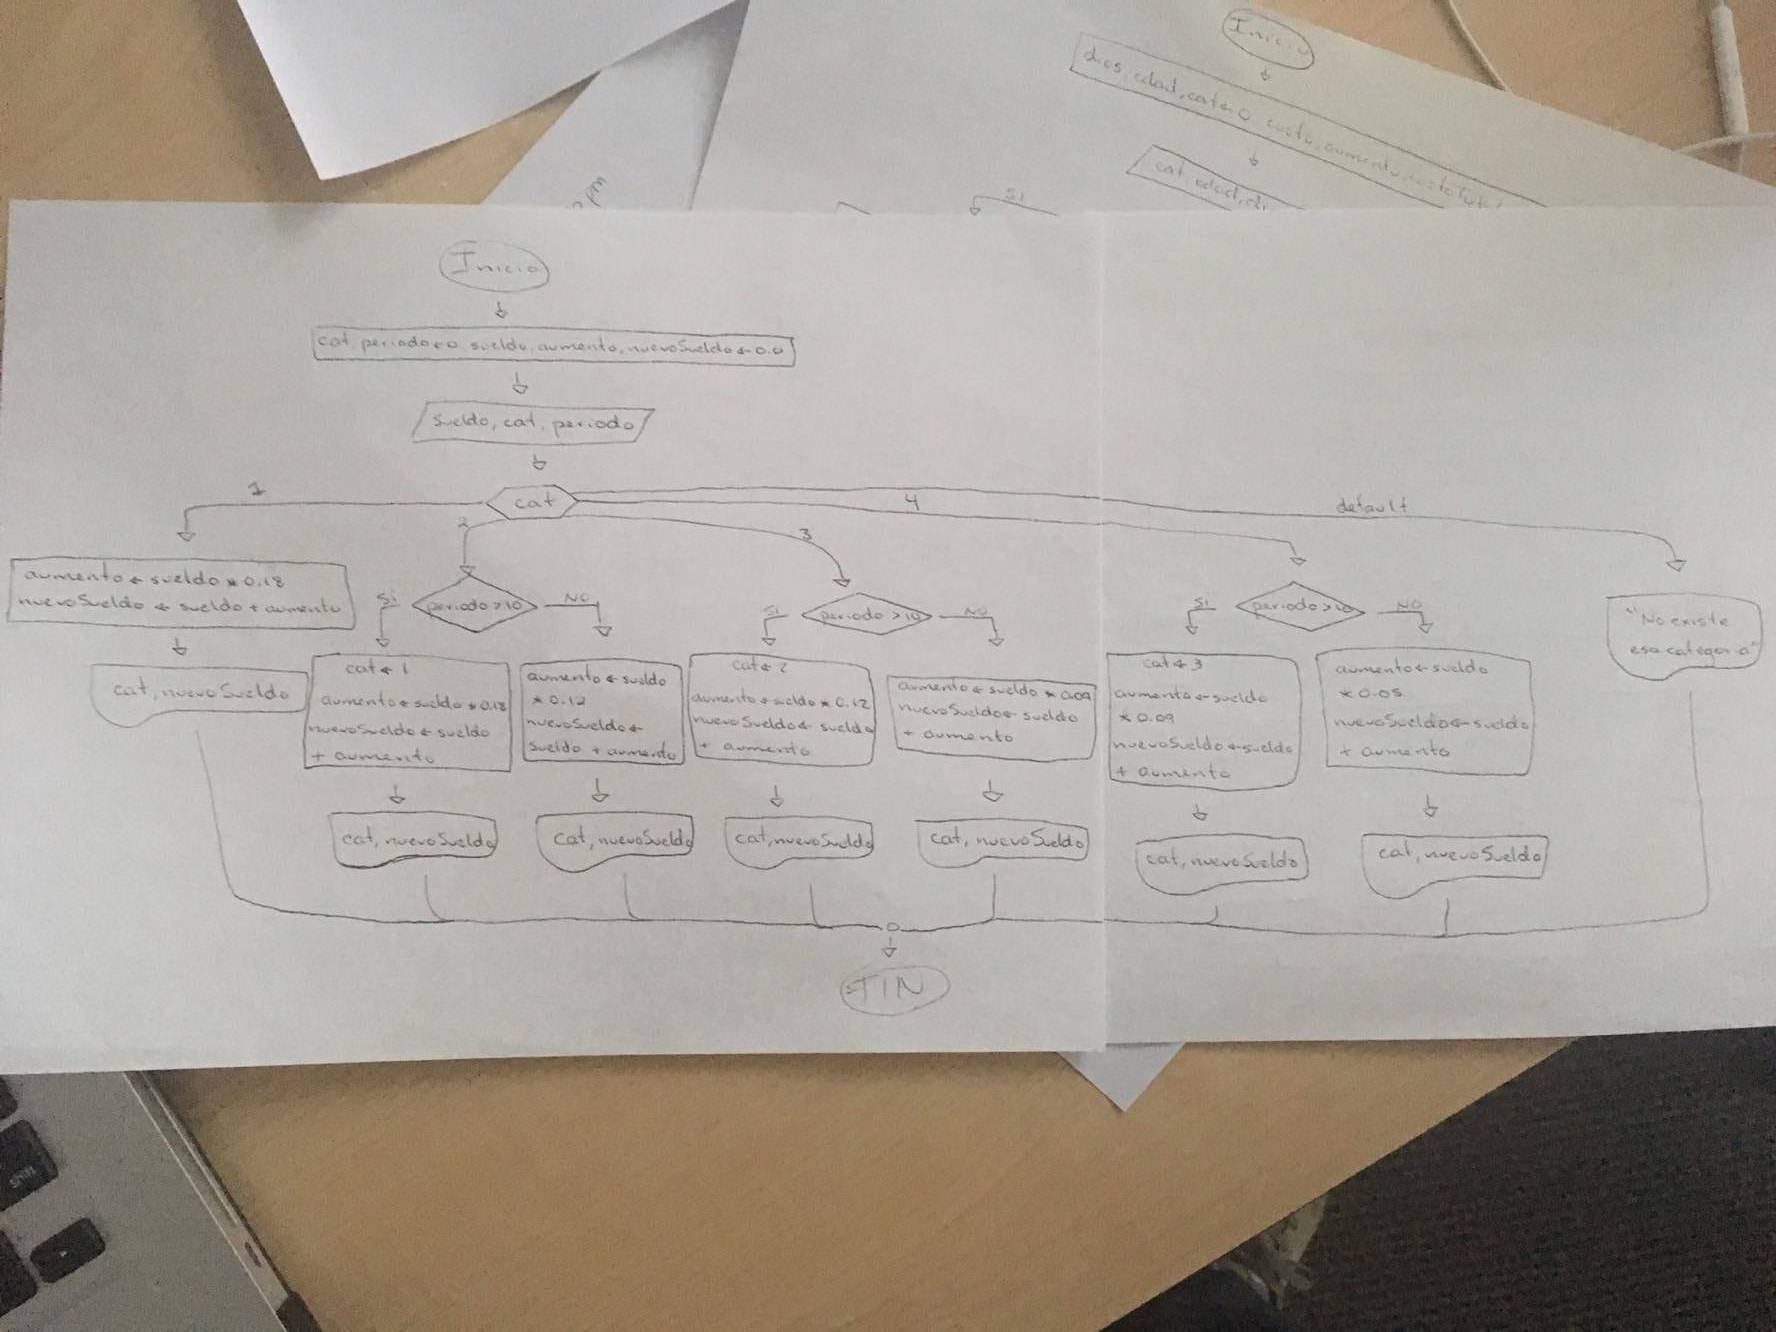 Inicio
dias, edad, cat←0 costo, aumento, costoTotal
cat, edad, di
Si
pm
Inicio
cat, periodo←0, sueldo, aumento, nuevoSueldo←0.0
sueldo, cat, periodo
cat
1
2
3
4
default
aumento ← sueldo * 0.18
nuevoSueldo ← sueldo + aumento
cat, nuevoSueldo
Si
periodo >10
NO
cat← 1
aumento ← sueldo * 0.18
nuevoSueldo ← sueldo
+ aumento
cat, nuevoSueldo
aumento ← sueldo
* 0.12
nuevoSueldo ←
sueldo + aumento
cat, nuevoSueldo
Si
periodo >10
NO
cat← 2
aumento ← sueldo * 0.12
nuevoSueldo ← sueldo
+ aumento
cat, nuevoSueldo
aumento ← sueldo * 0.09
nuevoSueldo ← sueldo
+ aumento
cat, nuevoSueldo
Si
periodo >10
NO
cat← 3
aumento ← sueldo
* 0.09
nuevoSueldo ← sueldo
+ aumento
cat, nuevoSueldo
aumento ← sueldo
* 0.05
nuevoSueldo ← sueldo
+ aumento
cat, nuevoSueldo
"No existe
esa categoria"
FIN
shift